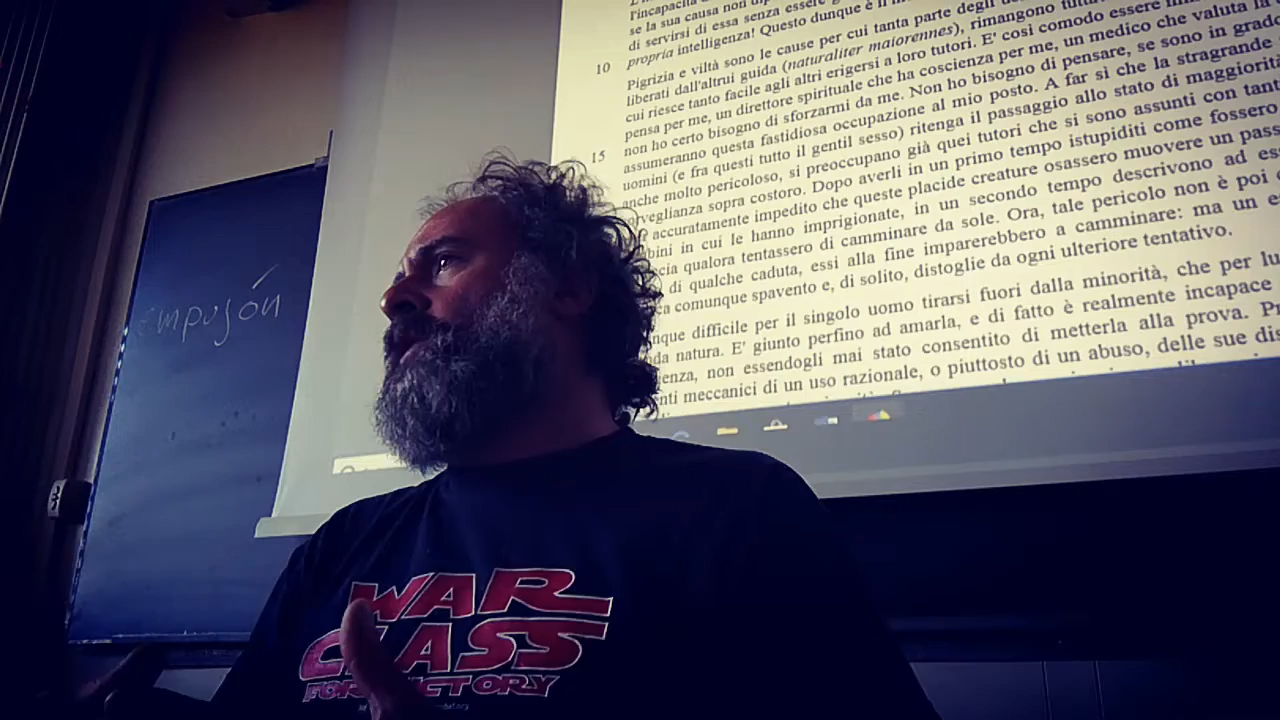 empujón
l'incapacità
se la sua causa non
di servirsi di essa senza essere
propria intelligenza! Questo dunque è il
10
Pigrizia e viltà sono le cause per cui tanta parte degli
liberati dall'altrui guida (naturaliter maiorennes), rimangono
cui riesce tanto facile agli altri erigersi a loro tutori. E' così comodo essere
pensa per me, un direttore spirituale che ha coscienza per me, un medico che valuta la
non ho certo bisogno di sforzarmi da me. Non ho bisogno di pensare, se sono in grado
assumeranno questa fastidiosa occupazione al mio posto. A far sì che la stragrande
15
uomini (e fra questi tutto il gentil sesso) ritenga il passaggio allo stato di maggiorità
anche molto pericoloso, si preoccupano già quei tutori che si sono assunti con
accuratamente impedito che queste placide creature osassero muovere un
sorveglianza sopra costoro. Dopo averli in un primo tempo istupiditi come fossero
in cui le hanno imprigionate, in un secondo tempo descrivono ad
qualora tentassero di camminare da sole. Ora, tale pericolo non è poi
di qualche caduta, essi alla fine imparerebbero a camminare: ma un
comunque spavento e, di solito, distoglie da ogni ulteriore tentativo.
difficile per il singolo uomo tirarsi fuori dalla minorità, che per
natura. E' giunto perfino ad amarla, e di fatto è realmente incapace
non essendogli mai stato consentito di metterla alla prova.
meccanici di un uso razionale, o piuttosto di un abuso, delle sue
WAR
CLASS
FOR VICTORY